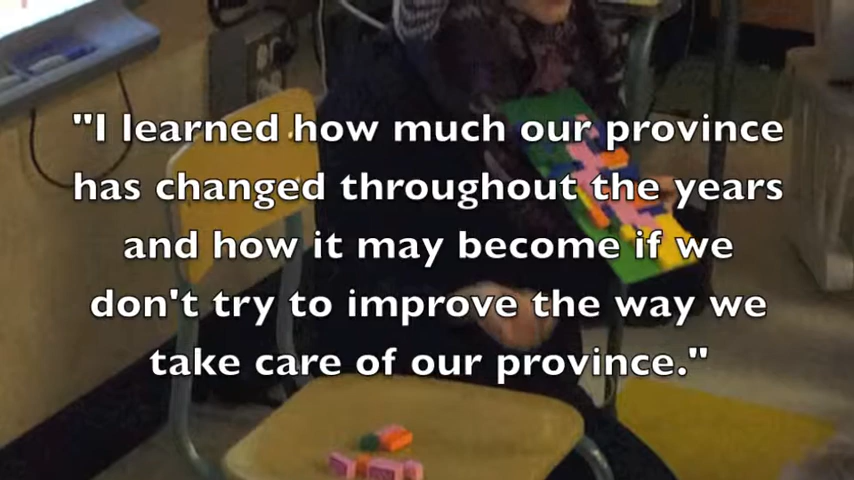 "I learned how much our province
has changed throughout the years
and how it may become if we
don't try to improve the way we
take care of our province."